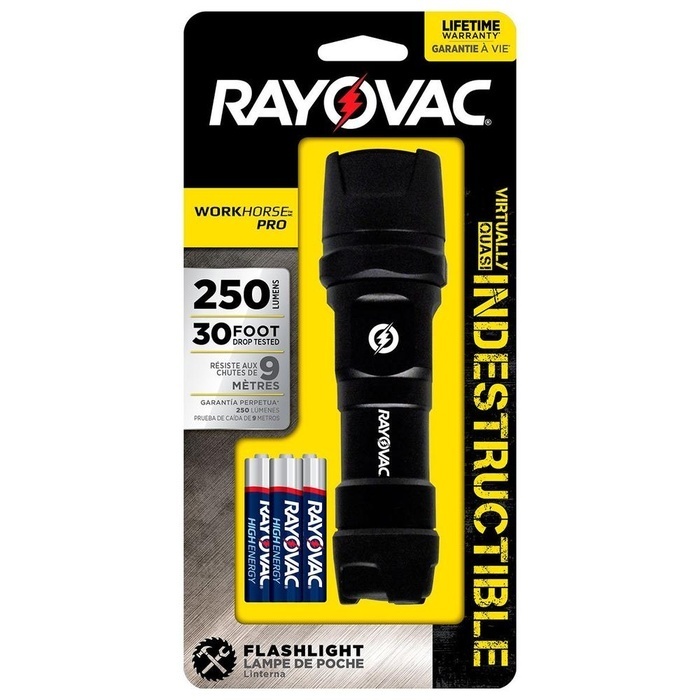 LIFETIME
WARRANTY*
GARANTIE À VIE*
RAYOVAC®
WORKHORSE™
PRO
250 LUMENS
30 FOOT
DROP TESTED
RÉSISTE AUX
CHUTES DE 9
MÈTRES
GARANTÍA PERPETUA*
250 LÚMENES
PRUEBA DE CAÍDA DE 9 METROS
VIRTUALLY
QUASI
INDESTRUCTIBLE
RAYOVAC
RAYOVAC
HIGH ENERGY
RAYOVAC
HIGH ENERGY
RAYOVAC
FLASHLIGHT
LAMPE DE POCHE
Linterna